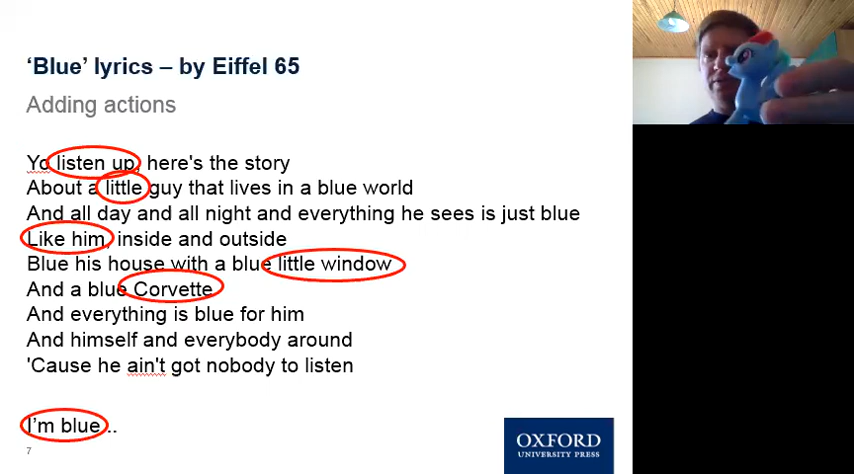 ‘Blue’ lyrics – by Eiffel 65
Adding actions
Yo listen up, here's the story
About a little guy that lives in a blue world
And all day and all night and everything he sees is just blue
Like him, inside and outside
Blue his house with a blue little window
And a blue Corvette
And everything is blue for him
And himself and everybody around
'Cause he ain't got nobody to listen
I’m blue...
7
OXFORD
UNIVERSITY PRESS